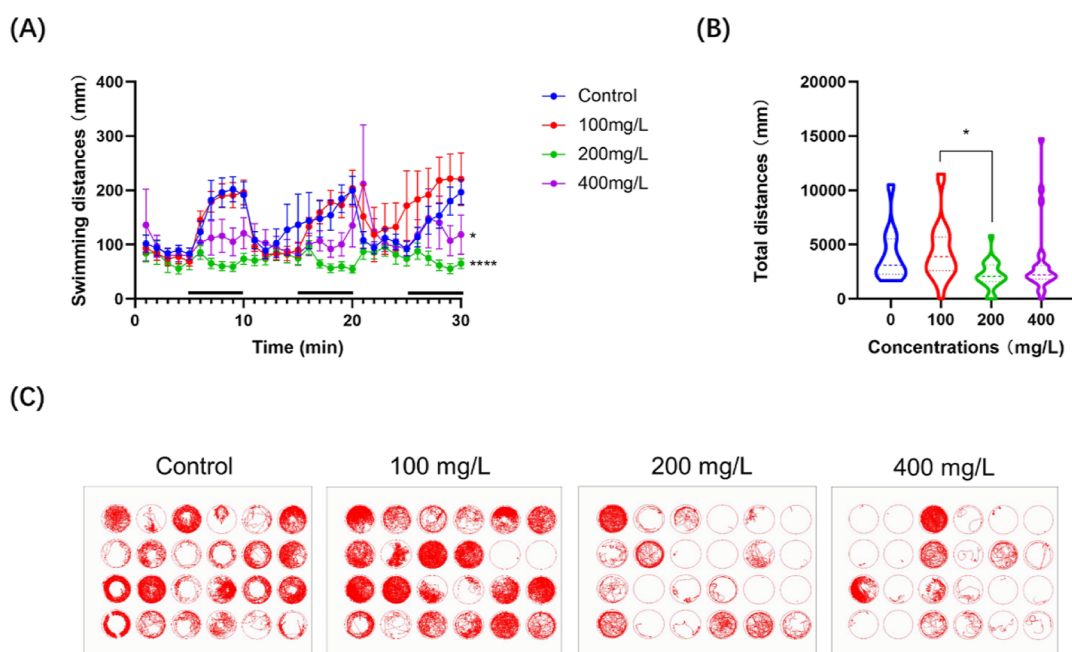 (A)
Swimming distances（mm）
400
300
200
100
0
0
10
20
30
Time (min)
Control
100mg/L
200mg/L
400mg/L
*
****
(B)
Total distances（mm）
20000
15000
10000
5000
0
*
0
100
200
400
Concentrations（mg/L）
(C)
Control
100 mg/L
200 mg/L
400 mg/L